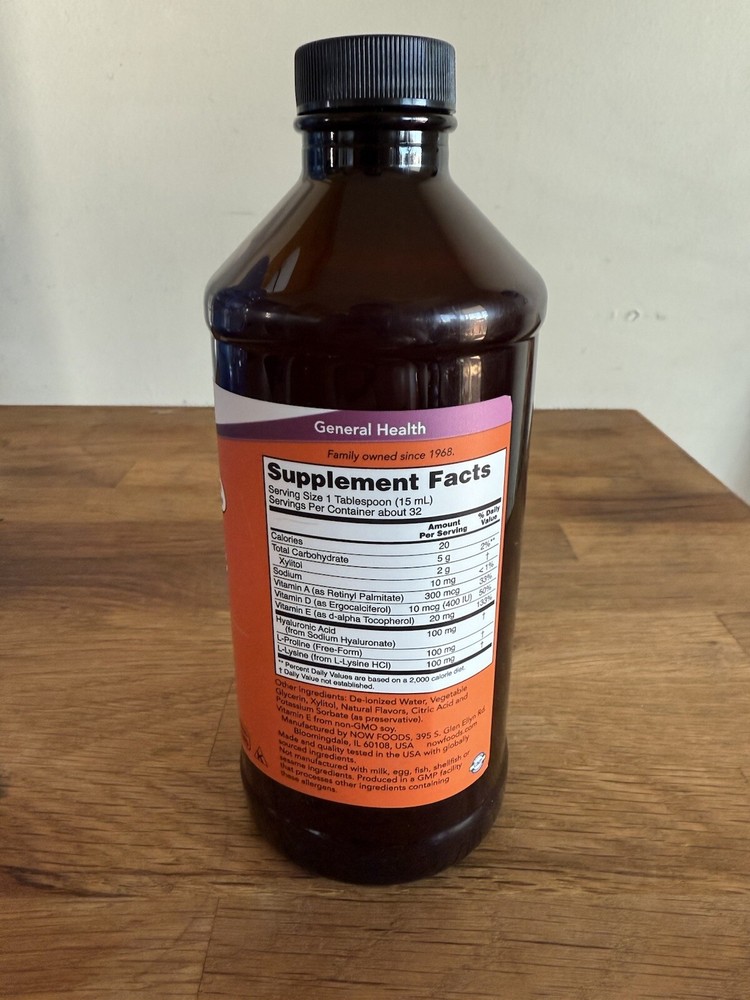 General Health
Family owned since 1968.
Supplement Facts
Serving Size 1 Tablespoon (15 mL)
Servings Per Container about 32
Amount Per Serving % Daily Value
Calories 20
Total Carbohydrate 5 g 2%**
Xylitol 2 g †
Sodium 10 mg <1%
Vitamin A (as Retinyl Palmitate) 300 mcg 33%
Vitamin D (as Ergocalciferol) 10 mcg (400 IU) 50%
Vitamin E (as d-alpha Tocopherol) 20 mg 133%
Hyaluronic Acid 100 mg †
(from Sodium Hyaluronate)
L-Proline (Free-Form) 100 mg †
L-Lysine (from L-Lysine HCl) 100 mg †
** Percent Daily Values are based on a 2,000 calorie diet.
† Daily Value not established.
Other ingredients: De-ionized Water, Vegetable
Glycerin, Xylitol, Natural Flavors, Citric Acid and
Potassium Sorbate (as preservative).
Vitamin E from non-GMO soy.
Manufactured by NOW FOODS, 395 S. Glen Ellyn Rd.
Bloomingdale, IL 60108, USA nowfoods.com
Made and quality tested in the USA with globally
sourced ingredients.
Not manufactured with milk, egg, fish, shellfish or
sesame ingredients. Produced in a GMP facility
that processes other ingredients containing
these allergens.